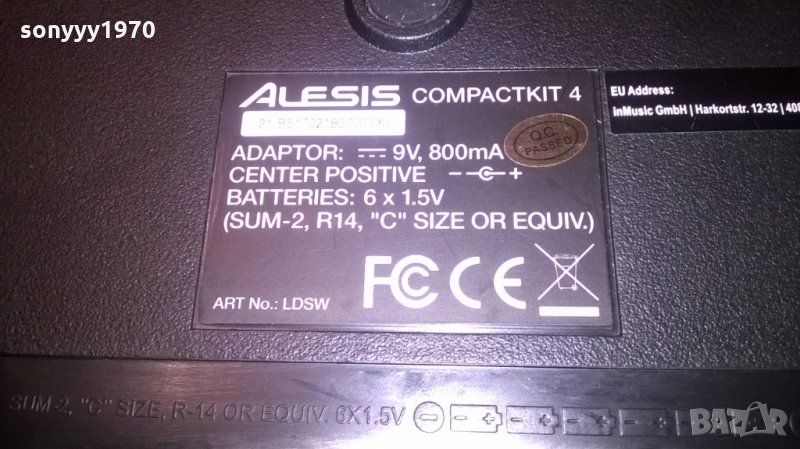 sonyyy1970
ALESIS COMPACTKIT 4
ADAPTOR: 9V, 800mA
Q.C. PASSED
CENTER POSITIVE - +
BATTERIES: 6 x 1.5V
(SUM-2, R14, "C" SIZE OR EQUIV.)
FC CE
ART No.: LDSW
EU Address:
inMusic GmbH | Harkortstr. 12-32 | 408
SUM-2, "C" SIZE, R-14 OR EQUIV. 6X1.5V
BAZAR